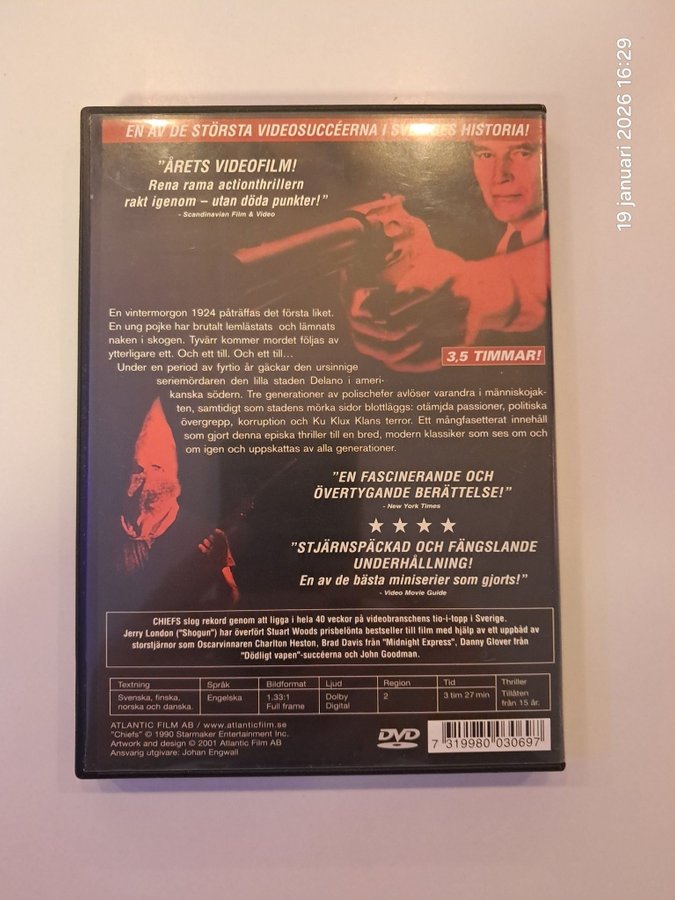 19 januari 2026 16:29
EN AV DE STÖRSTA VIDEOSUCCÉERNA I SVERIGES HISTORIA!
"ÅRETS VIDEOFILM!
Rena rama actionthrillern
rakt igenom – utan döda punkter!"
- Scandinavian Film & Video
En vintermorgon 1924 påträffas det första liket.
En ung pojke har brutalt lemlästats och lämnats
naken i skogen. Tyvärr kommer mordet följas av
ytterligare ett. Och ett till. Och ett till...
3,5 TIMMAR!
Under en period av fyrtio år gäckar den ursinnige
seriemördaren den lilla staden Delano i ameri-
kanska södern. Tre generationer av polischefer avlöser varandra i människojak-
ten, samtidigt som stadens mörka sidor blottläggs: otämjda passioner, politiska
övergrepp, korruption och Ku Klux Klans terror. Ett mångfasetterat innehåll
som gjort denna episka thriller till en bred, modern klassiker som ses om och
om igen och uppskattas av alla generationer.
"EN FASCINERANDE OCH
ÖVERTYGANDE BERÄTTELSE!"
- New York Times
"STJÄRNSPÄCKAD OCH FÄNGSLANDE
UNDERHÅLLNING!
En av de bästa miniserier som gjorts!"
- Video Movie Guide
CHIEFS slog rekord genom att ligga i hela 40 veckor på videobranschens tio-i-topp i Sverige.
Jerry London ("Shogun") har överfört Stuart Woods prisbelönta bestseller till film med hjälp av ett uppbåd av
storstjärnor som Oscarvinnaren Charlton Heston, Brad Davis från "Midnight Express", Danny Glover från
"Dödligt vapen"-succéerna och John Goodman.
Textning Språk Bildformat Ljud Region Tid Thriller
Svenska, finska, Engelska 1.33:1 Dolby 2 3 tim 27 min Tillåten
norska och danska. Full frame Digital från 15 år.
ATLANTIC FILM AB / www.atlanticfilm.se
"Chiefs" © 1990 Starmaker Entertainment Inc.
Artwork and design © 2001 Atlantic Film AB
Ansvarig utgivare: Johan Engwall
DVD
7 319980 030697